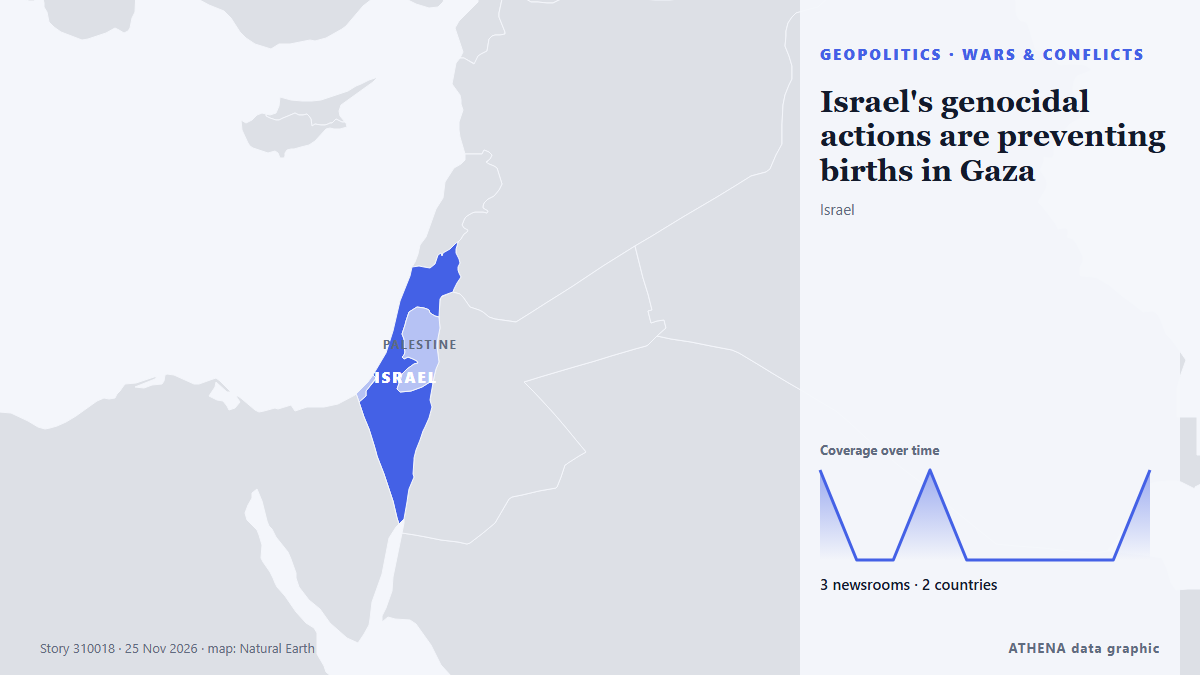 GEOPOLITICS · WARS & CONFLICTS
Israel's genocidal
actions are preventing
births in Gaza
Israel
PALESTINE
ISRAEL
Coverage over time
3 newsrooms · 2 countries
Story 310018 · 25 Nov 2026 · map: Natural Earth
ATHENA data graphic